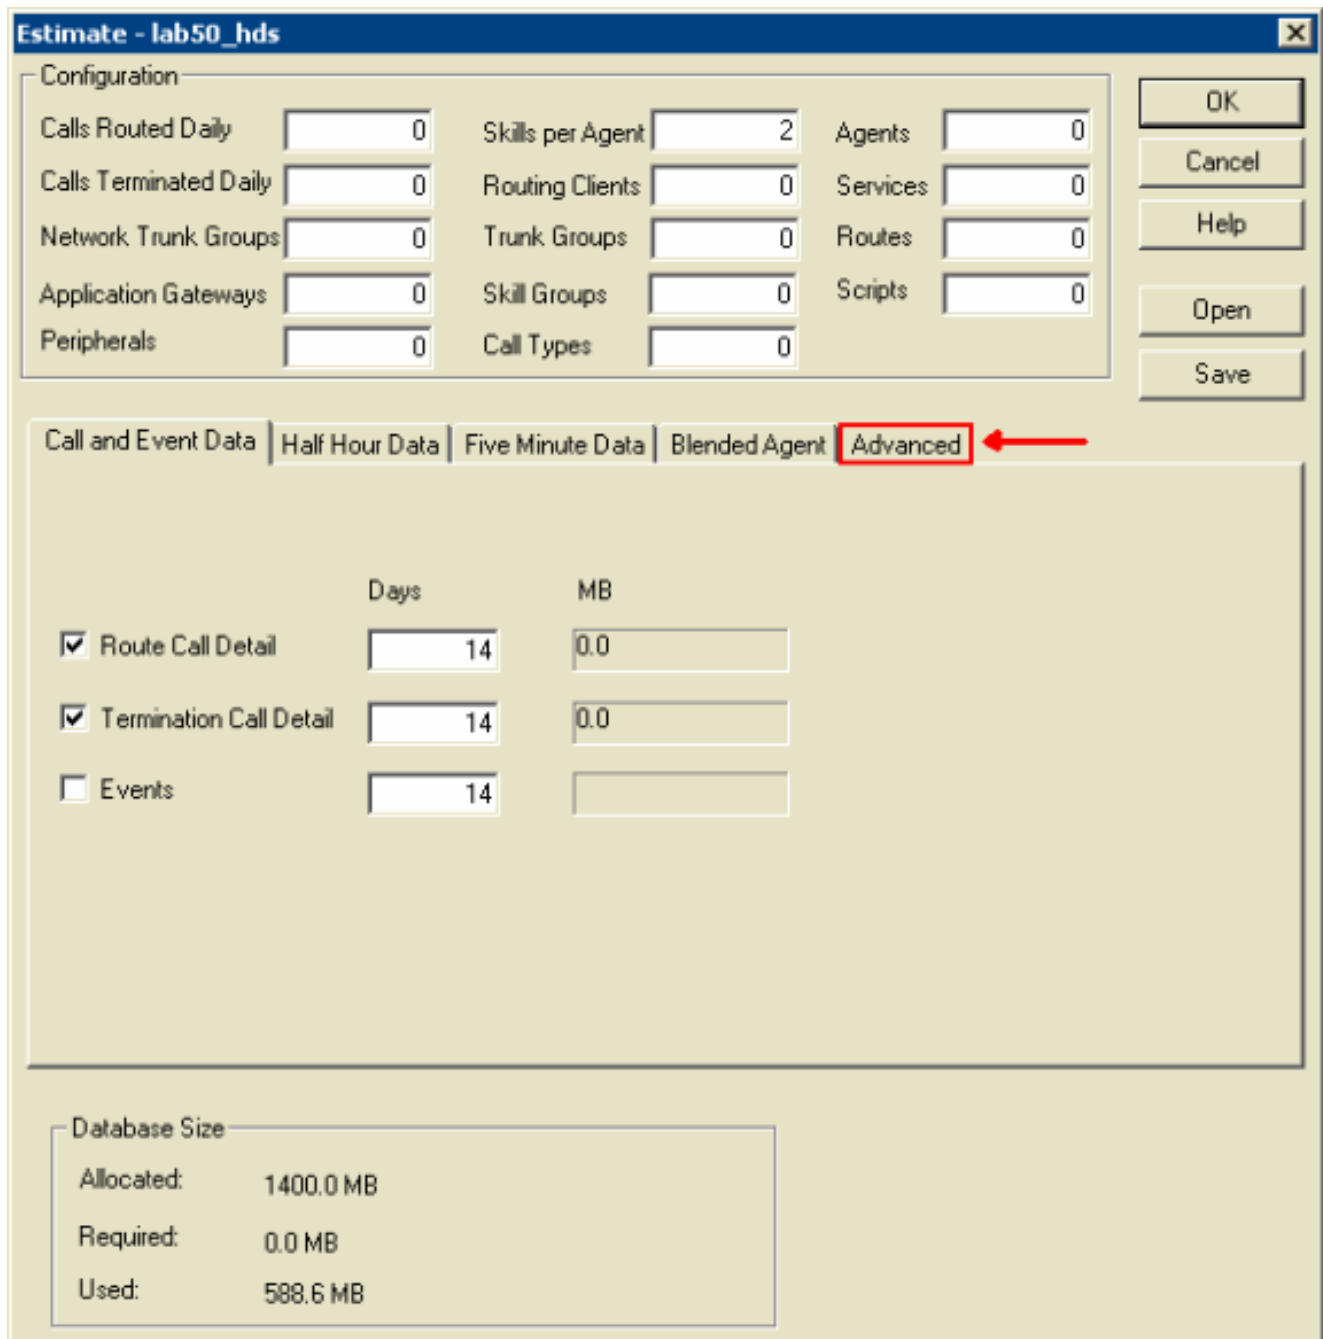 Estimate - lab50_hds
Configuration
Calls Routed Daily 0 Skills per Agent 2 Agents 0
Calls Terminated Daily 0 Routing Clients 0 Services 0
Network Trunk Groups 0 Trunk Groups 0 Routes 0
Application Gateways 0 Skill Groups 0 Scripts 0
Peripherals 0 Call Types 0
OK
Cancel
Help
Open
Save
Call and Event Data Half Hour Data Five Minute Data Blended Agent Advanced
Days MB
Route Call Detail 14 0.0
Termination Call Detail 14 0.0
Events 14
Database Size
Allocated: 1400.0 MB
Required: 0.0 MB
Used: 588.6 MB